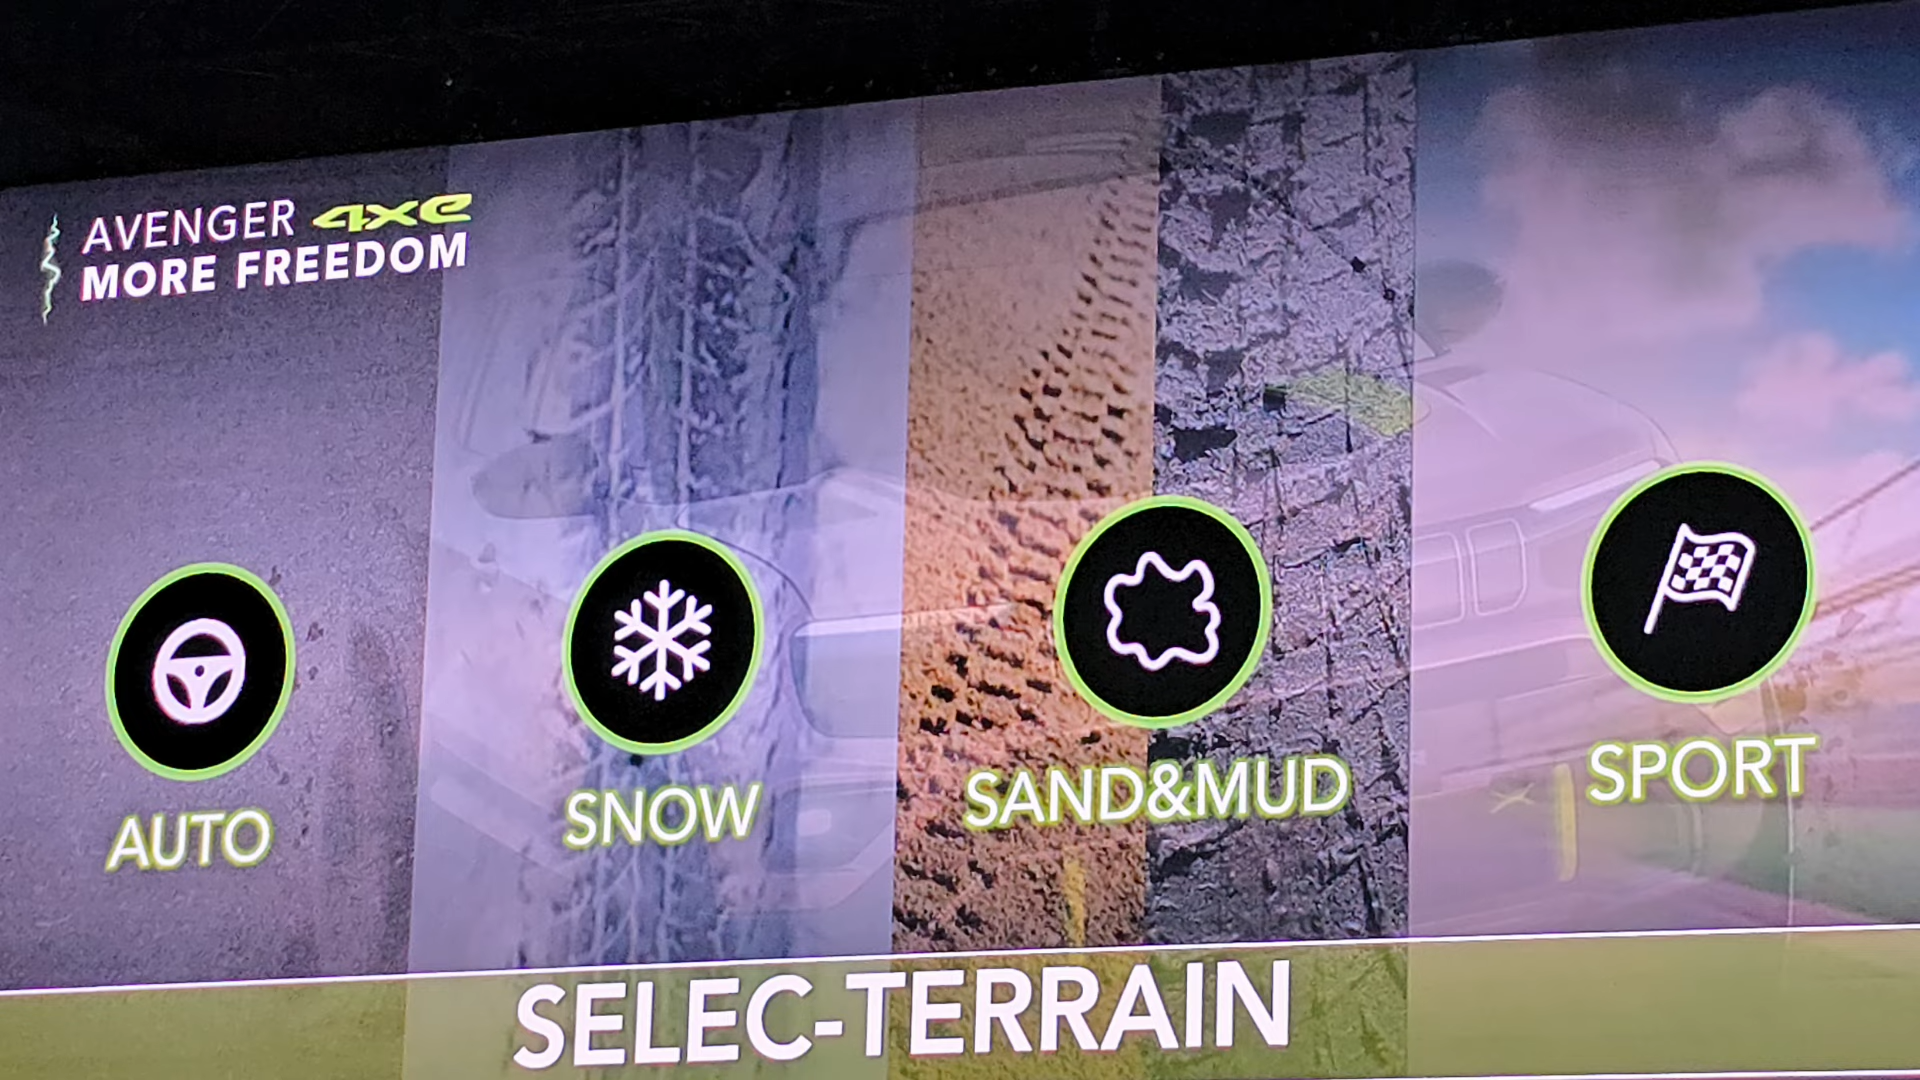 AVENGER 4xe
MORE FREEDOM
AUTO
SNOW
SAND&MUD
SPORT
SELEC-TERRAIN